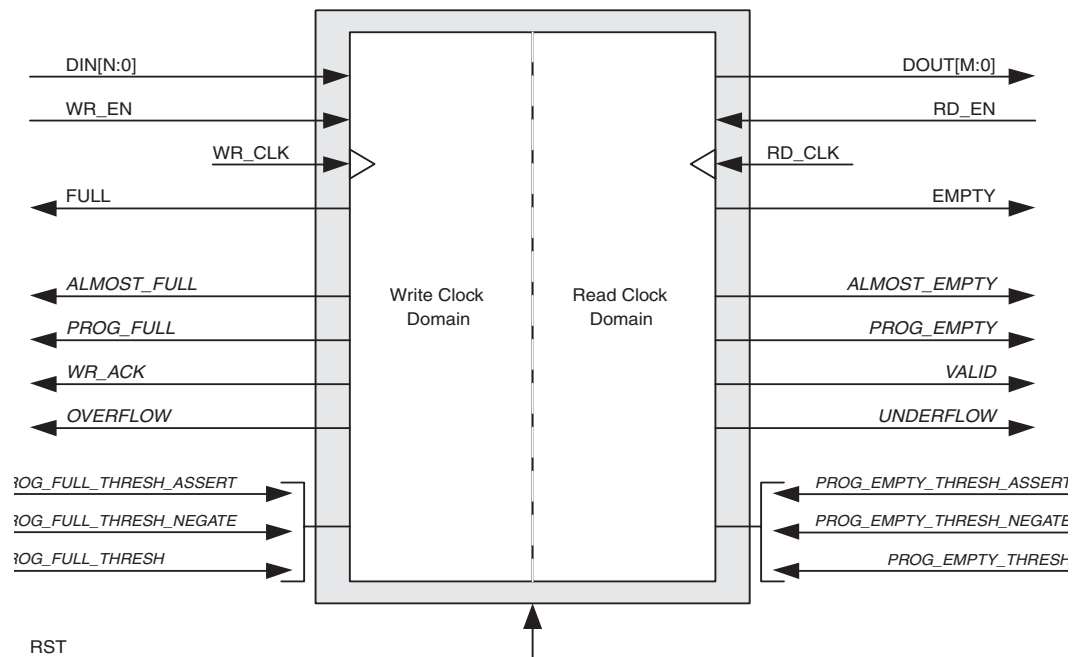 DIN[N:0]
DOUT[M:0]
WR_EN
RD_EN
WR_CLK
RD_CLK
FULL
EMPTY
ALMOST_FULL
Write Clock
Domain
Read Clock
Domain
ALMOST_EMPTY
PROG_FULL
PROG_EMPTY
WR_ACK
VALID
OVERFLOW
UNDERFLOW
ROG_FULL_THRESH_ASSERT
PROG_EMPTY_THRESH_ASSERT
ROG_FULL_THRESH_NEGATE
PROG_EMPTY_THRESH_NEGATE
ROG_FULL_THRESH
PROG_EMPTY_THRESH
RST